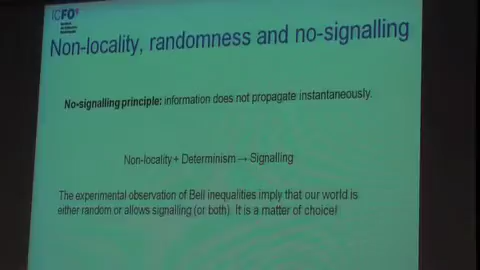 ICFO
Non-locality, randomness and no-signalling
No-signalling principle: information does not propagate instantaneously.
Non-locality + Determinism → Signalling
The experimental observation of Bell inequalities imply that our world is
either random or allows signalling (or both). It is a matter of choice!